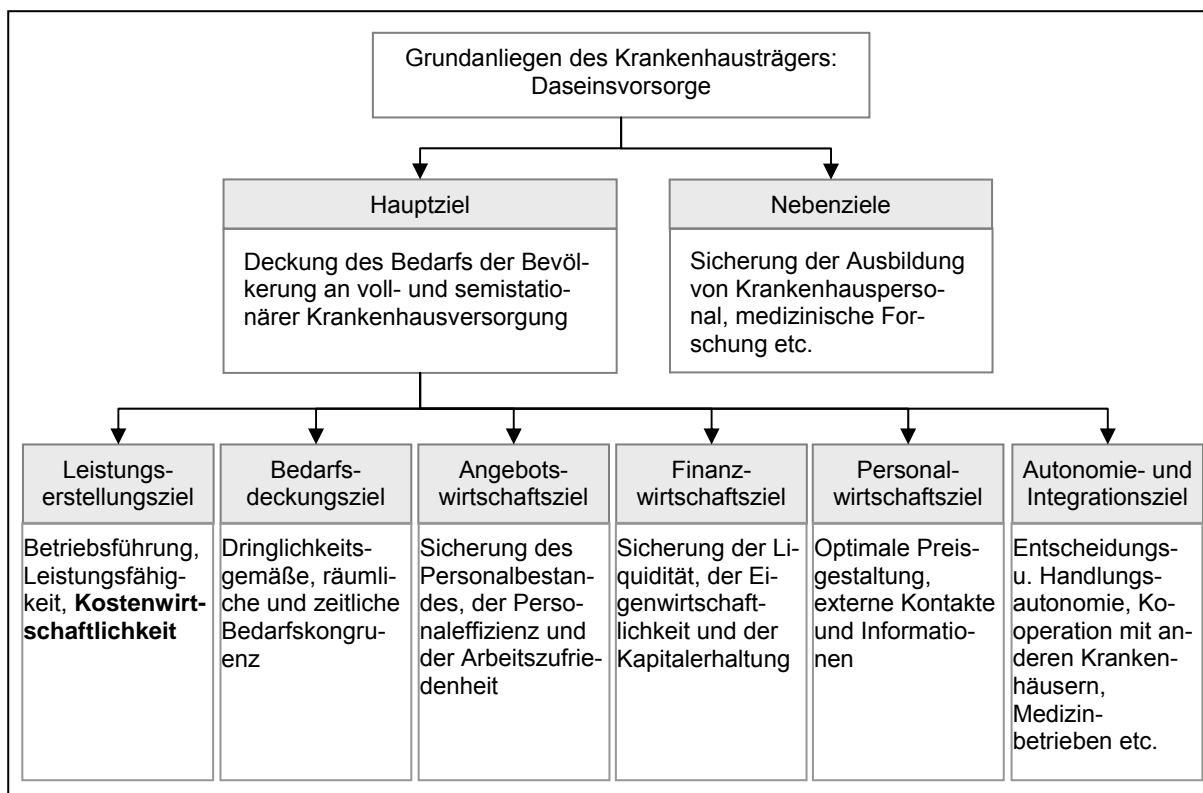 Grundanliegen des Krankenhausträgers:
Daseinsvorsorge
Hauptziel
Deckung des Bedarfs der Bevöl-
kerung an voll- und semistatio-
närer Krankenhausversorgung
Nebenziele
Sicherung der Ausbildung
von Krankenhausperso-
nal, medizinische For-
schung etc.
Leistungs-
erstellungsziel
Betriebsführung,
Leistungsfähig-
keit, Kostenwirt-
schaftlichkeit
Bedarfs-
deckungsziel
Dringlichkeits-
gemäße, räumli-
che und zeitliche
Bedarfskongru-
enz
Angebots-
wirtschaftsziel
Sicherung des
Personalbestan-
des, der Perso-
naleffizienz und
der Arbeitszufrie-
denheit
Finanz-
wirtschaftsziel
Sicherung der Li-
quidität, der Ei-
genwirtschaft-
lichkeit und der
Kapitalerhaltung
Personal-
wirtschaftsziel
Optimale Preis-
gestaltung,
externe Kontakte
und Informatio-
nen
Autonomie- und
Integrationsziel
Entscheidungs-
u. Handlungs-
autonomie, Ko-
operation mit an-
deren Kranken-
häusern,
Medizin-
betrieben etc.